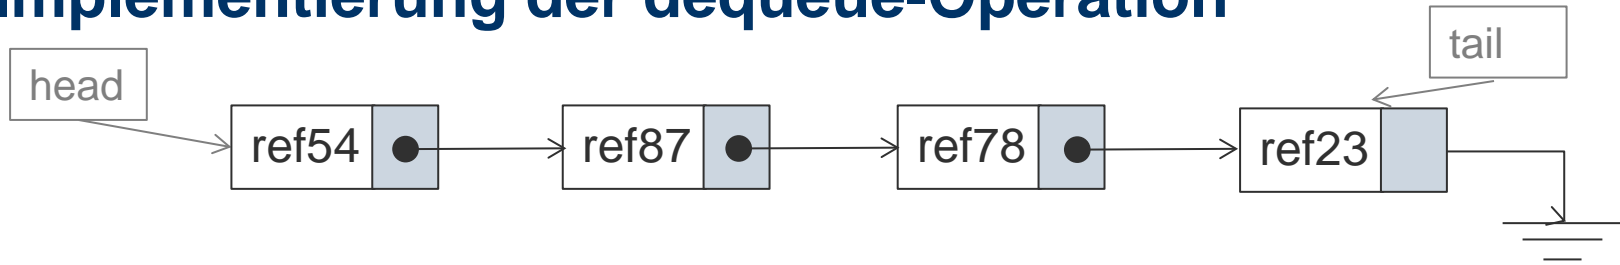 Implementierung der dequeue-Operation
tail
head
ref54 ref87 ref78 ref23